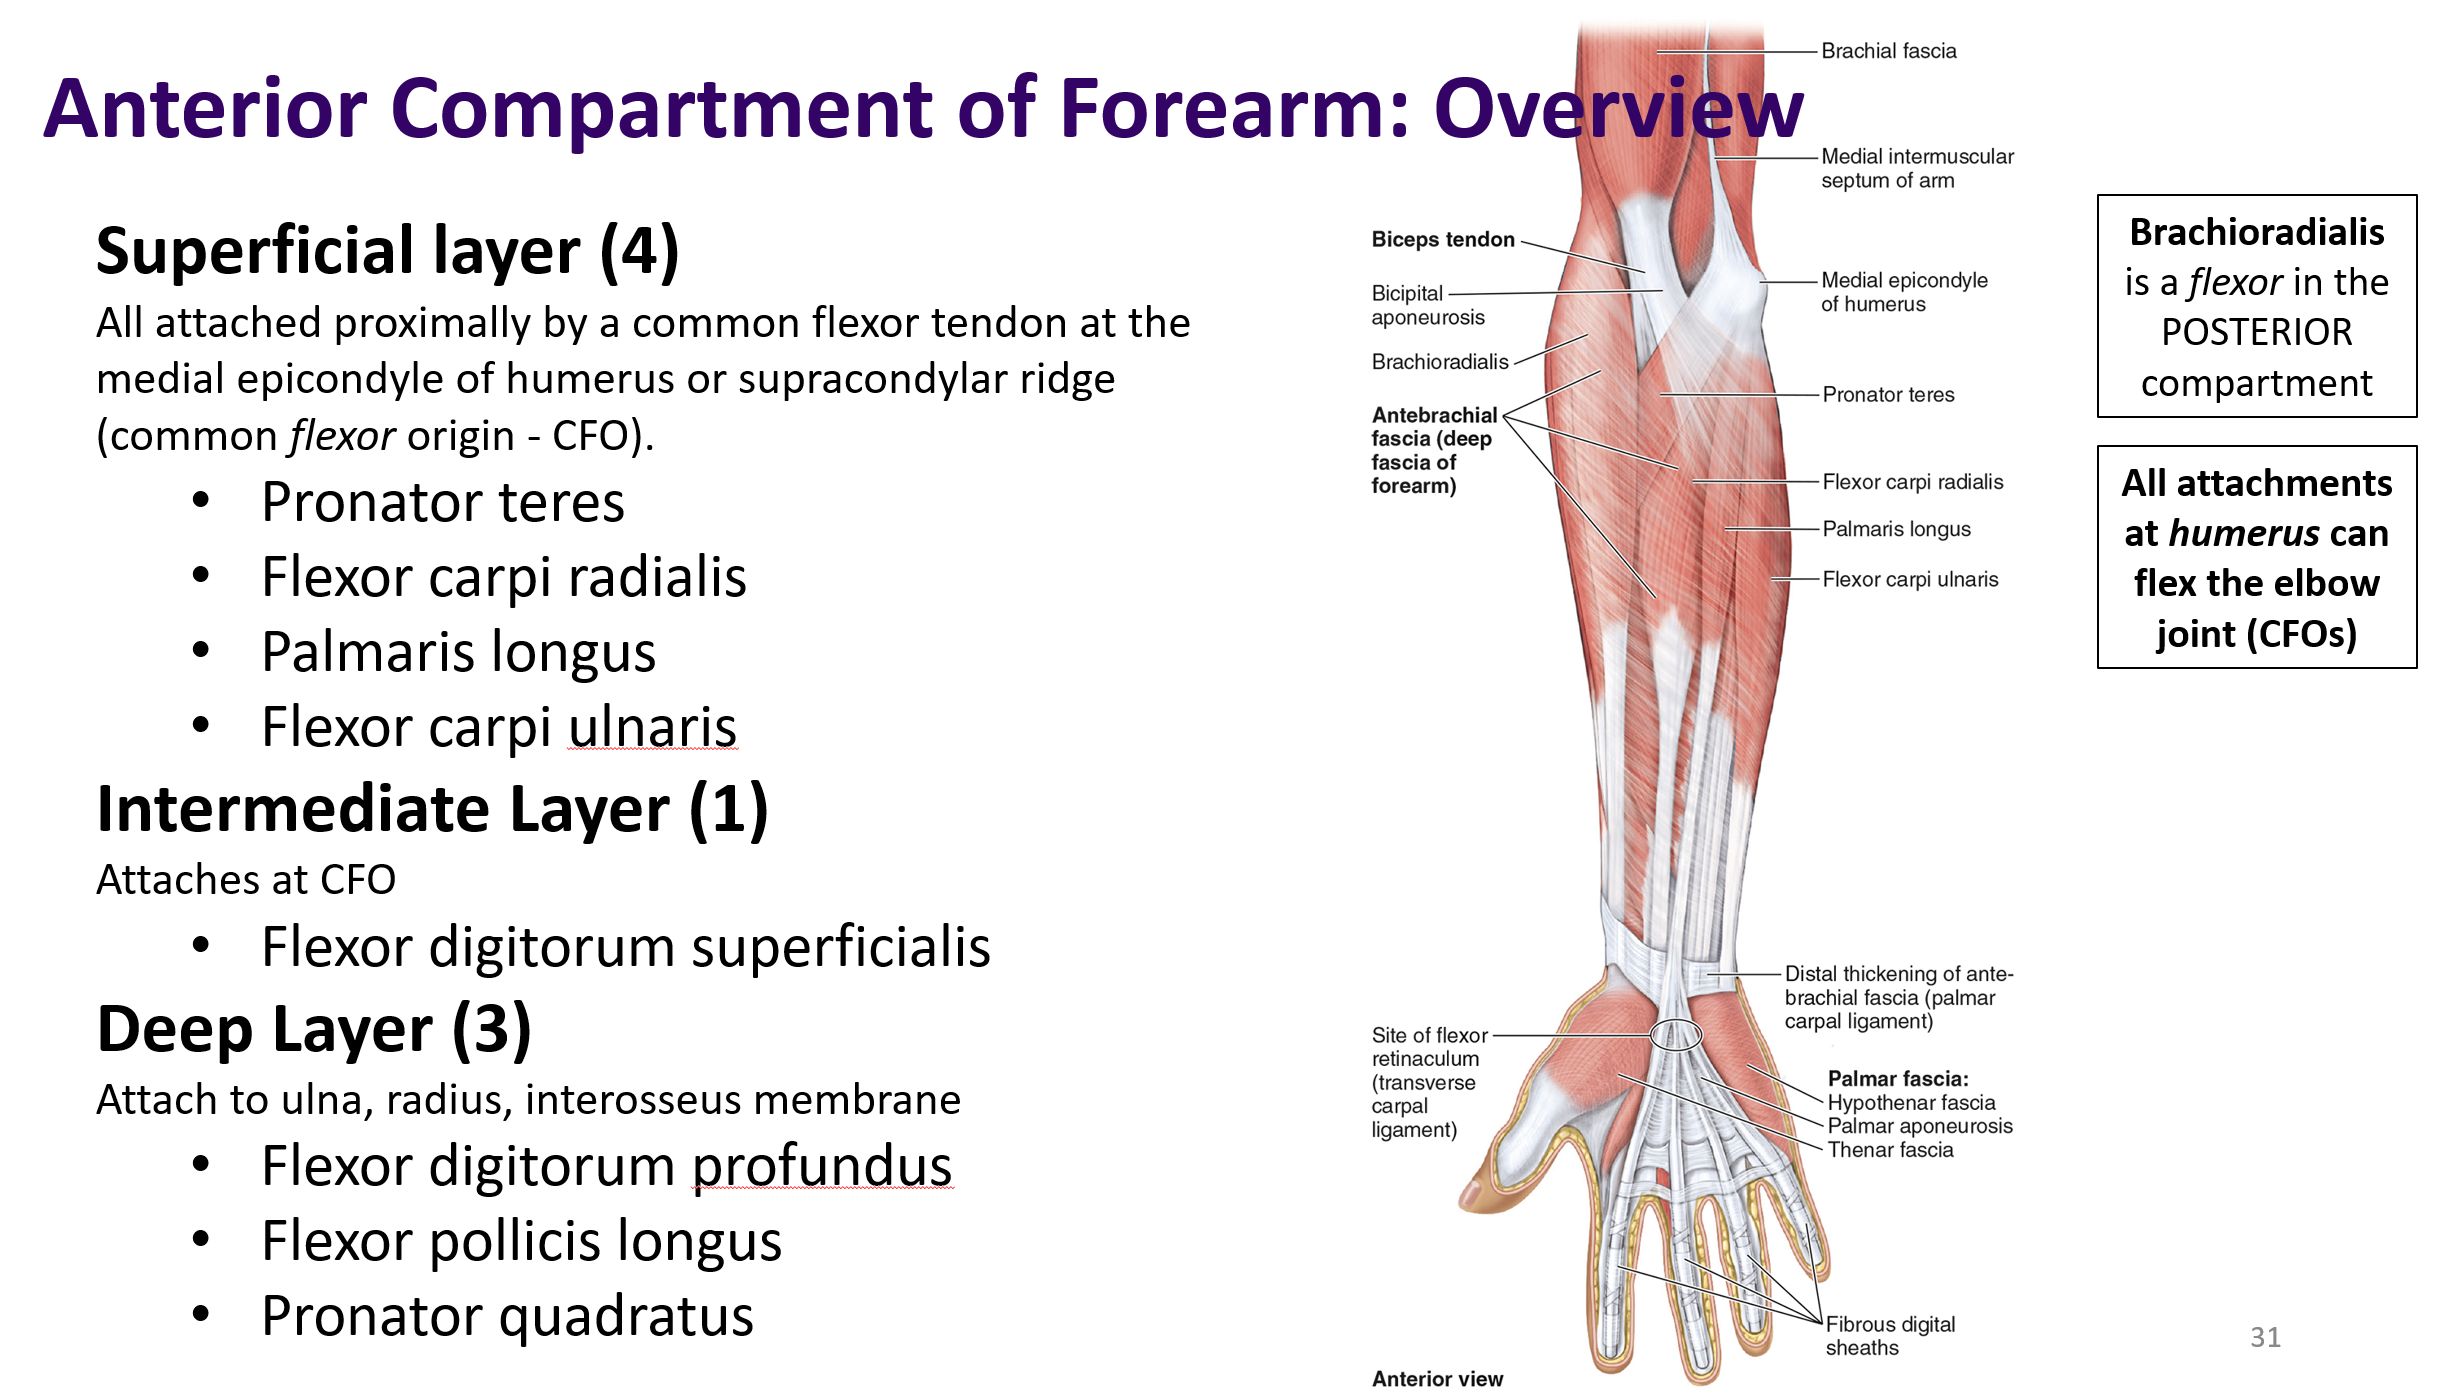 Anterior Compartment of Forearm: Overview
Superficial layer (4)
All attached proximally by a common flexor tendon at the
medial epicondyle of humerus or supracondylar ridge
(common flexor origin - CFO).
• Pronator teres
• Flexor carpi radialis
• Palmaris longus
• Flexor carpi ulnaris
Intermediate Layer (1)
Attaches at CFO
• Flexor digitorum superficialis
Deep Layer (3)
Attach to ulna, radius, interosseus membrane
• Flexor digitorum profundus
• Flexor pollicis longus
• Pronator quadratus
Biceps tendon
Bicipital
aponeurosis
Brachioradialis
Antebrachial
fascia (deep
fascia of
forearm)
Site of flexor
retinaculum
(transverse
carpal
ligament)
Anterior view
Brachial fascia
Medial intermuscular
septum of arm
Medial epicondyle
of humerus
Pronator teres
Flexor carpi radialis
Palmaris longus
Flexor carpi ulnaris
Distal thickening of ante-
brachial fascia (palmar
carpal ligament)
Palmar fascia:
Hypothenar fascia
Palmar aponeurosis
Thenar fascia
Fibrous digital
sheaths
Brachioradialis
is a flexor in the
POSTERIOR
compartment
All attachments
at humerus can
flex the elbow
joint (CFOs)
31